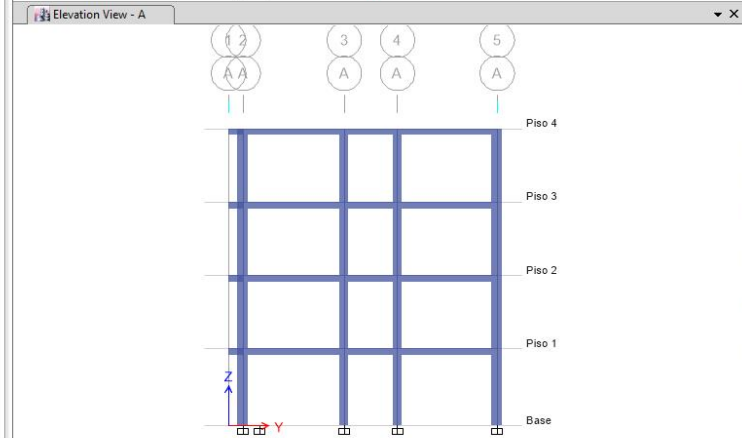 Elevation View - A
1 2 3 4 5
A A A A A
Piso 4
Piso 3
Piso 2
Piso 1
Z
Y
Base